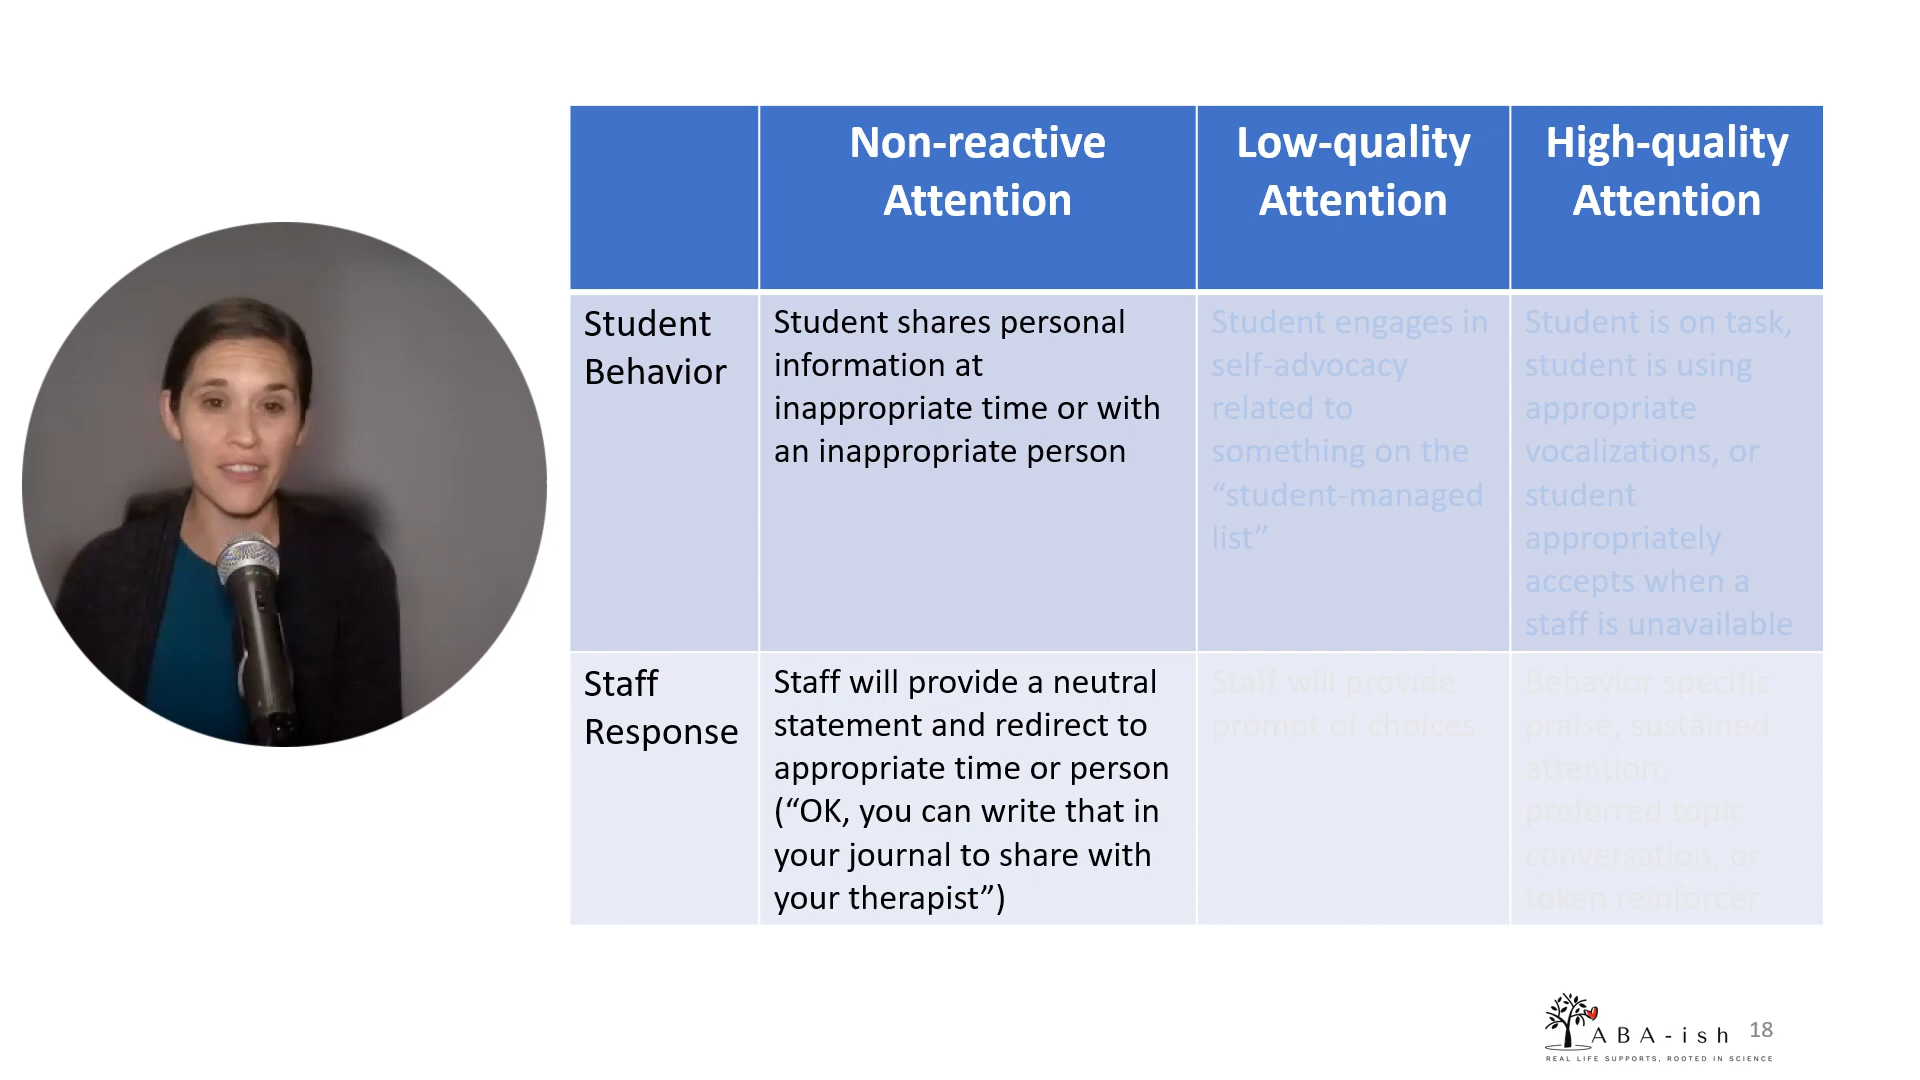 Non-reactive
Attention
Low-quality
Attention
High-quality
Attention
Student
Behavior
Student shares personal
information at
inappropriate time or with
an inappropriate person
Student engages in
self-advocacy
related to
something on the
“student-managed
list”
Student is on task,
student is using
appropriate
vocalizations, or
student
appropriately
accepts when a
staff is unavailable
Staff
Response
Staff will provide a neutral
statement and redirect to
appropriate time or person
(“OK, you can write that in
your journal to share with
your therapist”)
Staff will provide
prompt of choices
Behavior specific
praise, sustained
attention,
preferred topic
conversation, or
token reinforcer
ABA-ish
REAL LIFE SUPPORTS, ROOTED IN SCIENCE
18